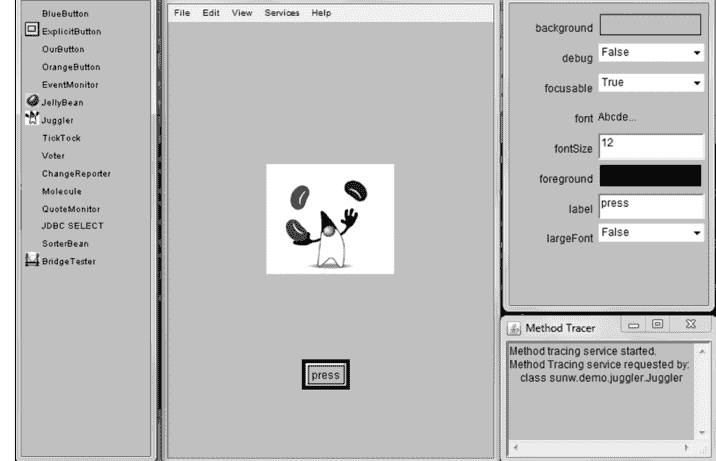 BlueButton
ExplicitButton
OurButton
OrangeButton
EventMonitor
JellyBean
Juggler
TickTock
Voter
ChangeReporter
Molecule
QuoteMonitor
JDBC SELECT
SorterBean
BridgeTester
File Edit View Services Help
press
background
debug False
focusable True
font Abcde...
fontSize 12
foreground
label press
largeFont False
Method Tracer
Method tracing service started.
Method Tracing service requested by:
class sunw.demo.juggler.Juggler